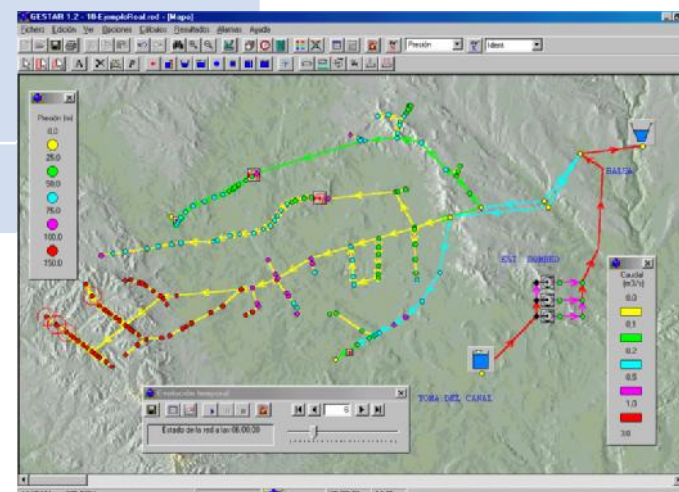 GESTAR 1.2 - 10-EjemploReal.red - [Mapa]
Fichero Edición Ver Opciones Cálculos Resultados Alarmas Ayuda
Presión Ident
Presión (m)
0.0
25.0
50.0
75.0
100.0
150.0
BALSA
EST BOMBEO
Caudal
(m3/s)
0.0
0.1
0.2
0.5
1.0
3.0
TOMA DEL CANAL
Evolución temporal
6
Estado de la red a las 06:00:00